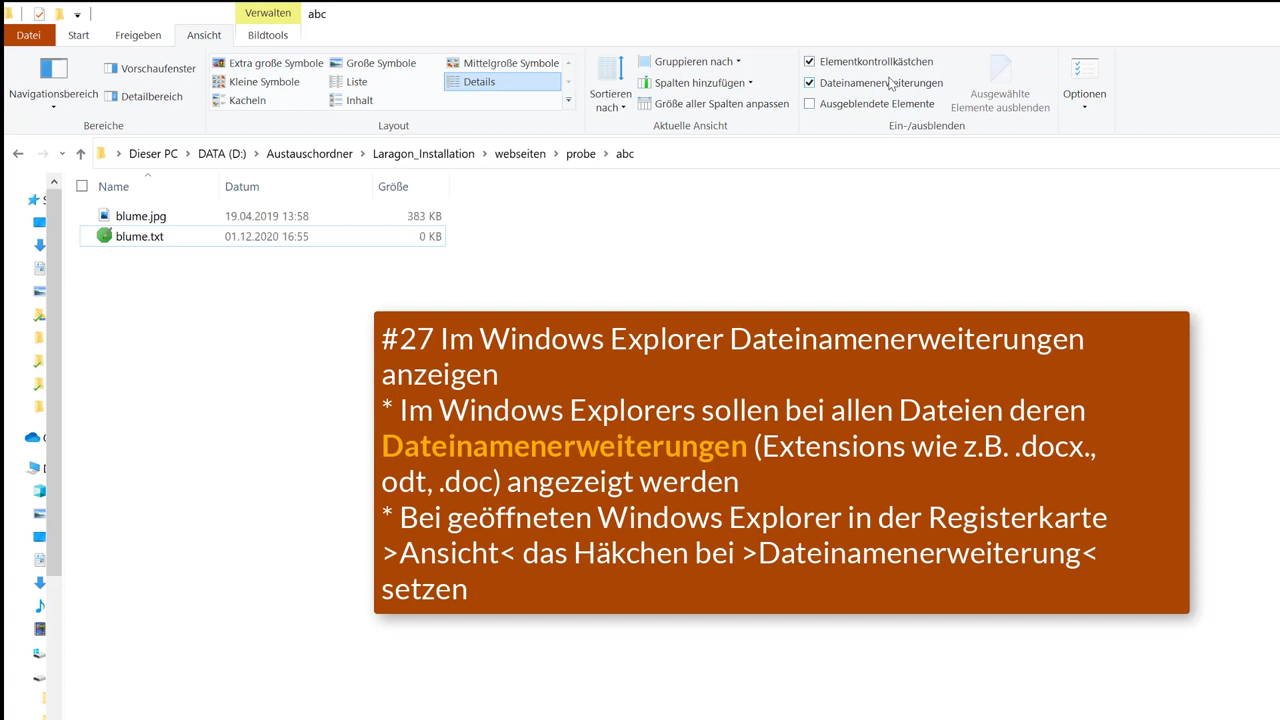 Verwalten
abc
Datei
Start
Freigeben
Ansicht
Bildtools
Navigationsbereich
Vorschaufenster
Detailbereich
Bereiche
Extra große Symbole
Große Symbole
Mittelgroße Symbole
Kleine Symbole
Liste
Details
Kacheln
Inhalt
Layout
Sortieren
nach
Gruppieren nach
Spalten hinzufügen
Größe aller Spalten anpassen
Aktuelle Ansicht
Elementkontrollkästchen
Dateinamenerweiterungen
Ausgeblendete Elemente
Ausgewählte
Elemente ausblenden
Ein-/ausblenden
Optionen
Dieser PC > DATA (D:) > Austauschordner > Laragon_Installation > webseiten > probe > abc
Name Datum Größe
blume.jpg 19.04.2019 13:58 383 KB
blume.txt 01.12.2020 16:55 0 KB
#27 Im Windows Explorer Dateinamenerweiterungen
anzeigen
* Im Windows Explorers sollen bei allen Dateien deren
Dateinamenerweiterungen (Extensions wie z.B. .docx.,
odt, .doc) angezeigt werden
* Bei geöffneten Windows Explorer in der Registerkarte
>Ansicht< das Häkchen bei >Dateinamenerweiterung<
setzen